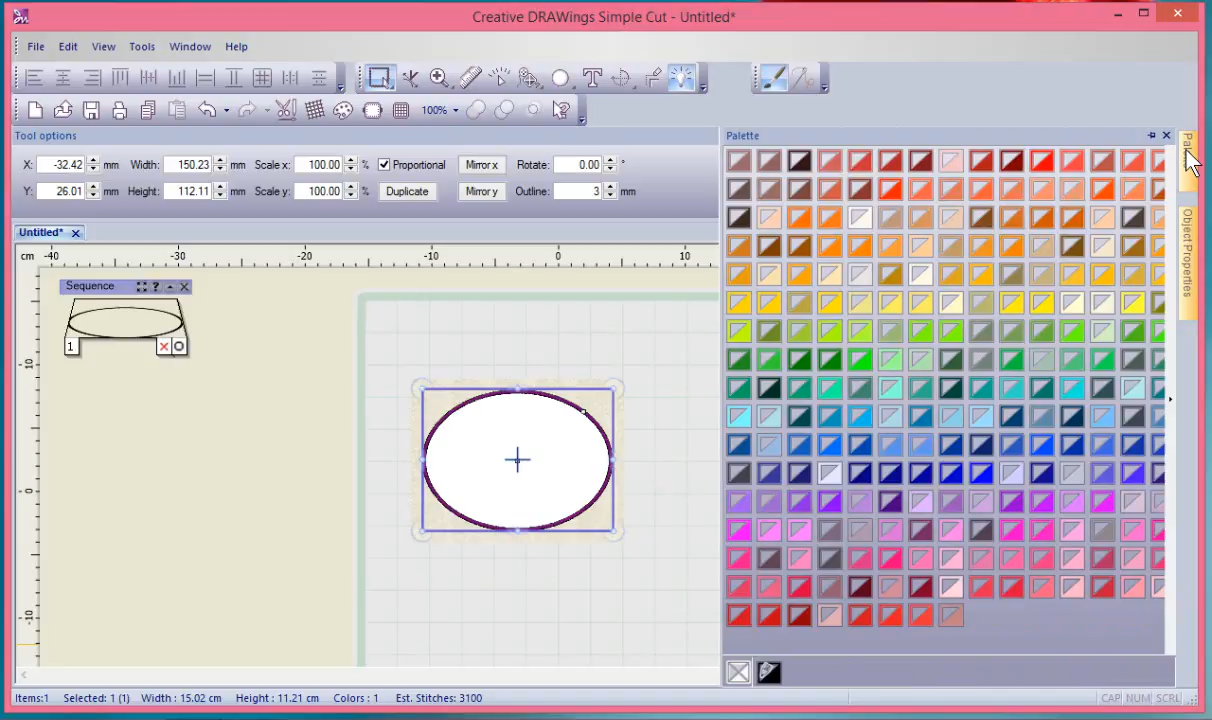 Creative DRAWings Simple Cut - Untitled*
File Edit View Tools Window Help
100%
Tool options
X: -32.42 mm Width: 150.23 mm Scale x: 100.00 % Proportional Mirror x Rotate: 0.00 °
Y: 26.01 mm Height: 112.11 mm Scale y: 100.00 % Duplicate Mirror y Outline: 3 mm
Palette
Object Properties
Untitled*
cm -40 -30 -20 -10 0 10
Sequence
1
10
0
-10
Items:1 Selected: 1 (1) Width : 15.02 cm Height : 11.21 cm Colors : 1 Est. Stitches: 3100 CAP NUM SCRL